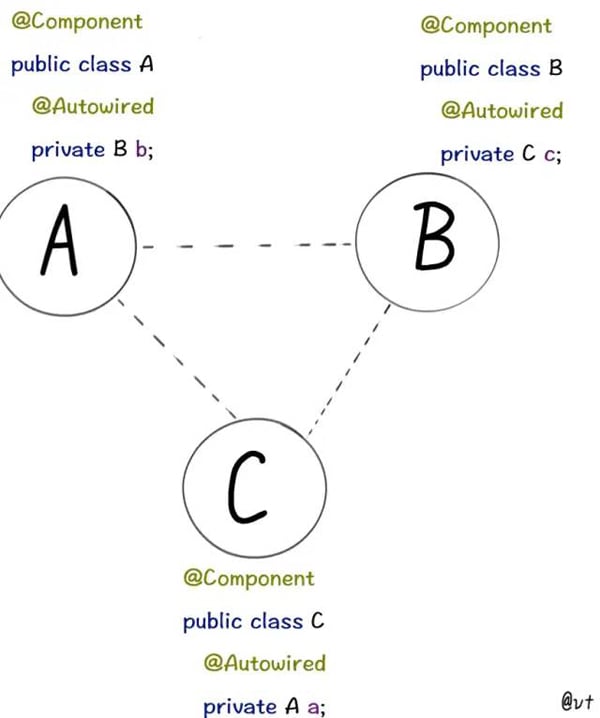 @Component
public class A
@Autowired
private B b;
@Component
public class B
@Autowired
private C c;
A
B
C
@Component
public class C
@Autowired
private A a;
@vt